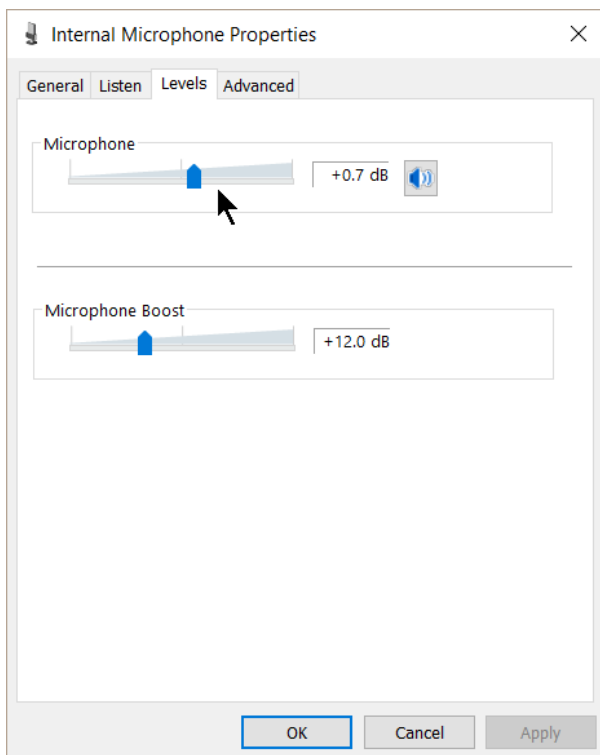 Internal Microphone Properties
General Listen Levels Advanced
Microphone
+0.7 dB
Microphone Boost
+12.0 dB
OK Cancel Apply